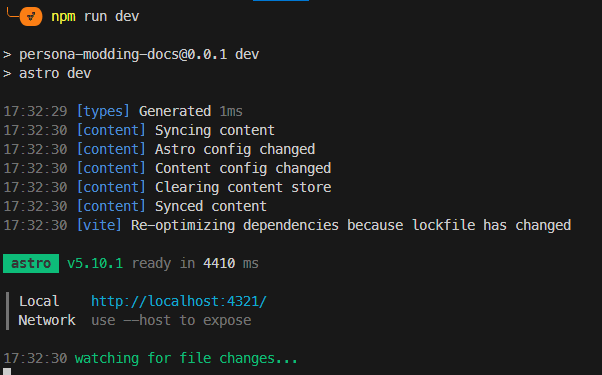 npm run dev
> persona-modding-docs@0.0.1 dev
> astro dev
17:32:29 [types] Generated 1ms
17:32:30 [content] Syncing content
17:32:30 [content] Astro config changed
17:32:30 [content] Content config changed
17:32:30 [content] Clearing content store
17:32:30 [content] Synced content
17:32:30 [vite] Re-optimizing dependencies because lockfile has changed
astro v5.10.1 ready in 4410 ms
Local http://localhost:4321/
Network use --host to expose
17:32:30 watching for file changes...